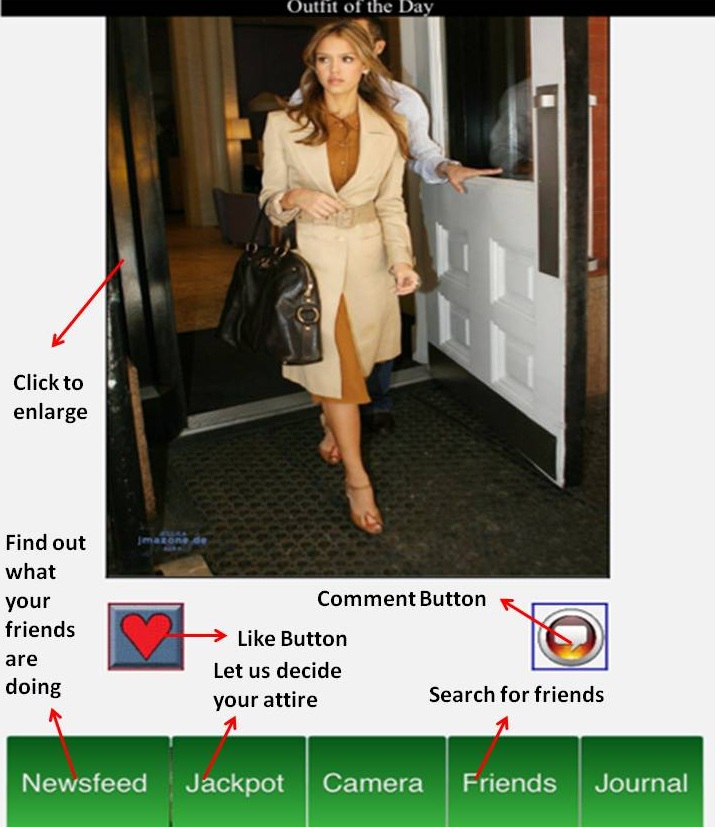 Outfit of the Day
Click to
enlarge
jmazone.de
Find out
what
your
friends
are
doing
Comment Button
Like Button
Let us decide
your attire
Search for friends
Newsfeed
Jackpot
Camera
Friends
Journal